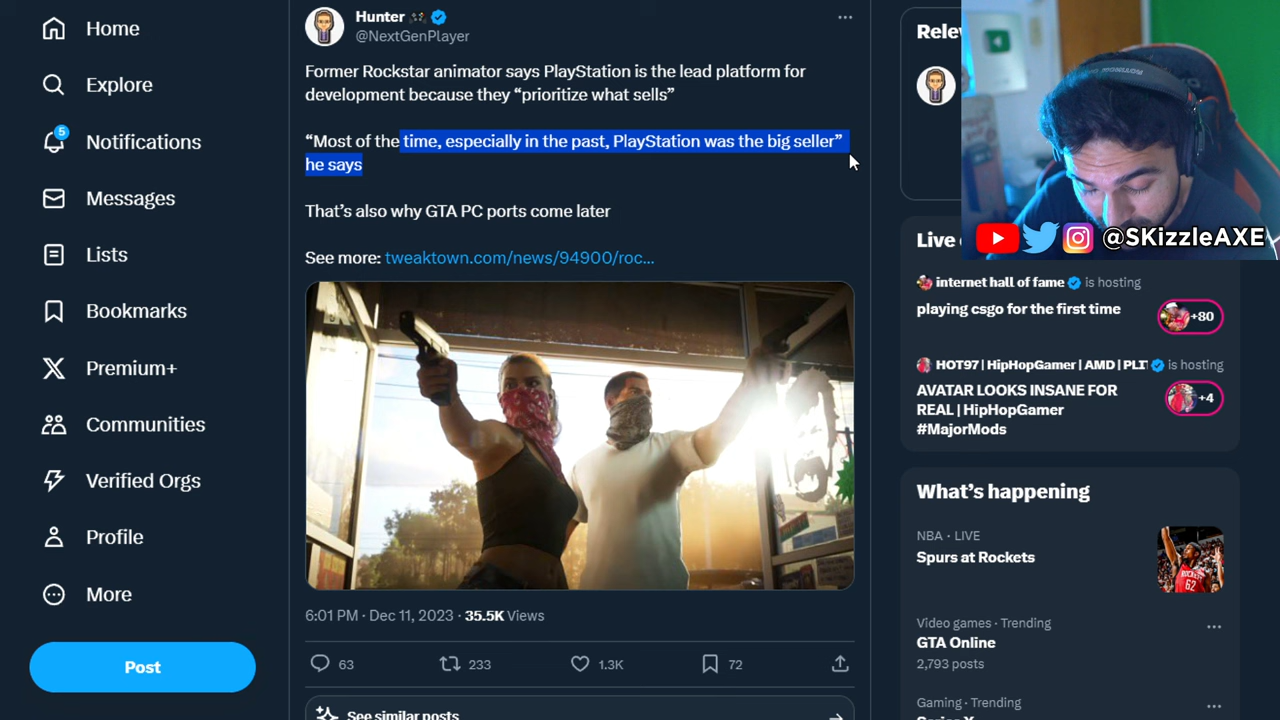 Home
Explore
5
Notifications
Messages
Lists
Bookmarks
Premium+
Communities
Verified Orgs
Profile
More
Post
Hunter
@NextGenPlayer
Former Rockstar animator says PlayStation is the lead platform for
development because they “prioritize what sells”
“Most of the time, especially in the past, PlayStation was the big seller”
he says
That’s also why GTA PC ports come later
See more: tweaktown.com/news/94900/roc...
6:01 PM · Dec 11, 2023 · 35.5K Views
63
233
1.3K
72
See similar posts
@SKizzleAXE
Live
internet hall of fame is hosting
playing csgo for the first time
+80
HOT97 | HipHopGamer | AMD | PLI is hosting
AVATAR LOOKS INSANE FOR
REAL | HipHopGamer
#MajorMods
+4
What’s happening
NBA · LIVE
Spurs at Rockets
ROCKETS
62
Video games · Trending
GTA Online
2,793 posts
Gaming · Trending